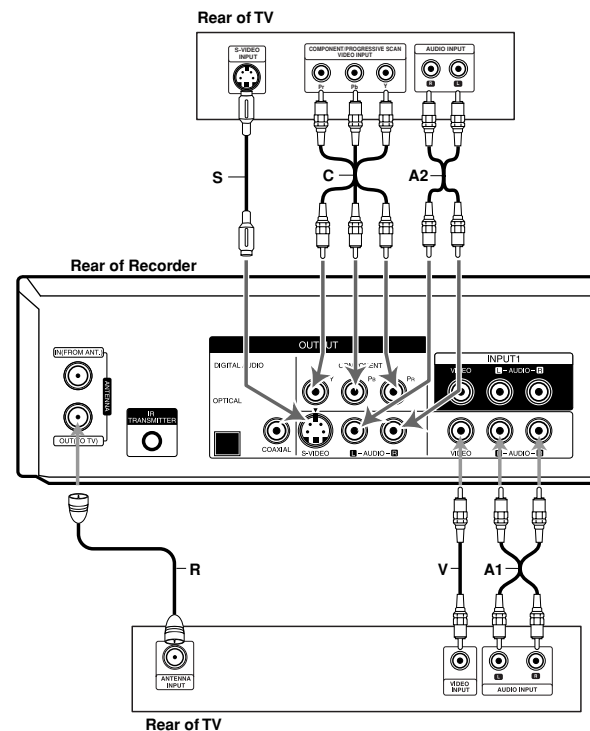 Rear of TV
S-VIDEO INPUT
COMPONENT/PROGRESSIVE SCAN VIDEO INPUT
Pr Pb Y
AUDIO INPUT
R L
S
C
A2
Rear of Recorder
IN(FROM ANT.)
ANTENNA
OUT(TO TV)
IR TRANSMITTER
OUTPUT
DIGITAL AUDIO
COMPONENT
Y PB PR
OPTICAL
COAXIAL
S-VIDEO
L - AUDIO - R
INPUT1
VIDEO
L - AUDIO - R
VIDEO
- AUDIO -
R
V
A1
ANTENNA INPUT
VIDEO INPUT
L R
AUDIO INPUT
Rear of TV